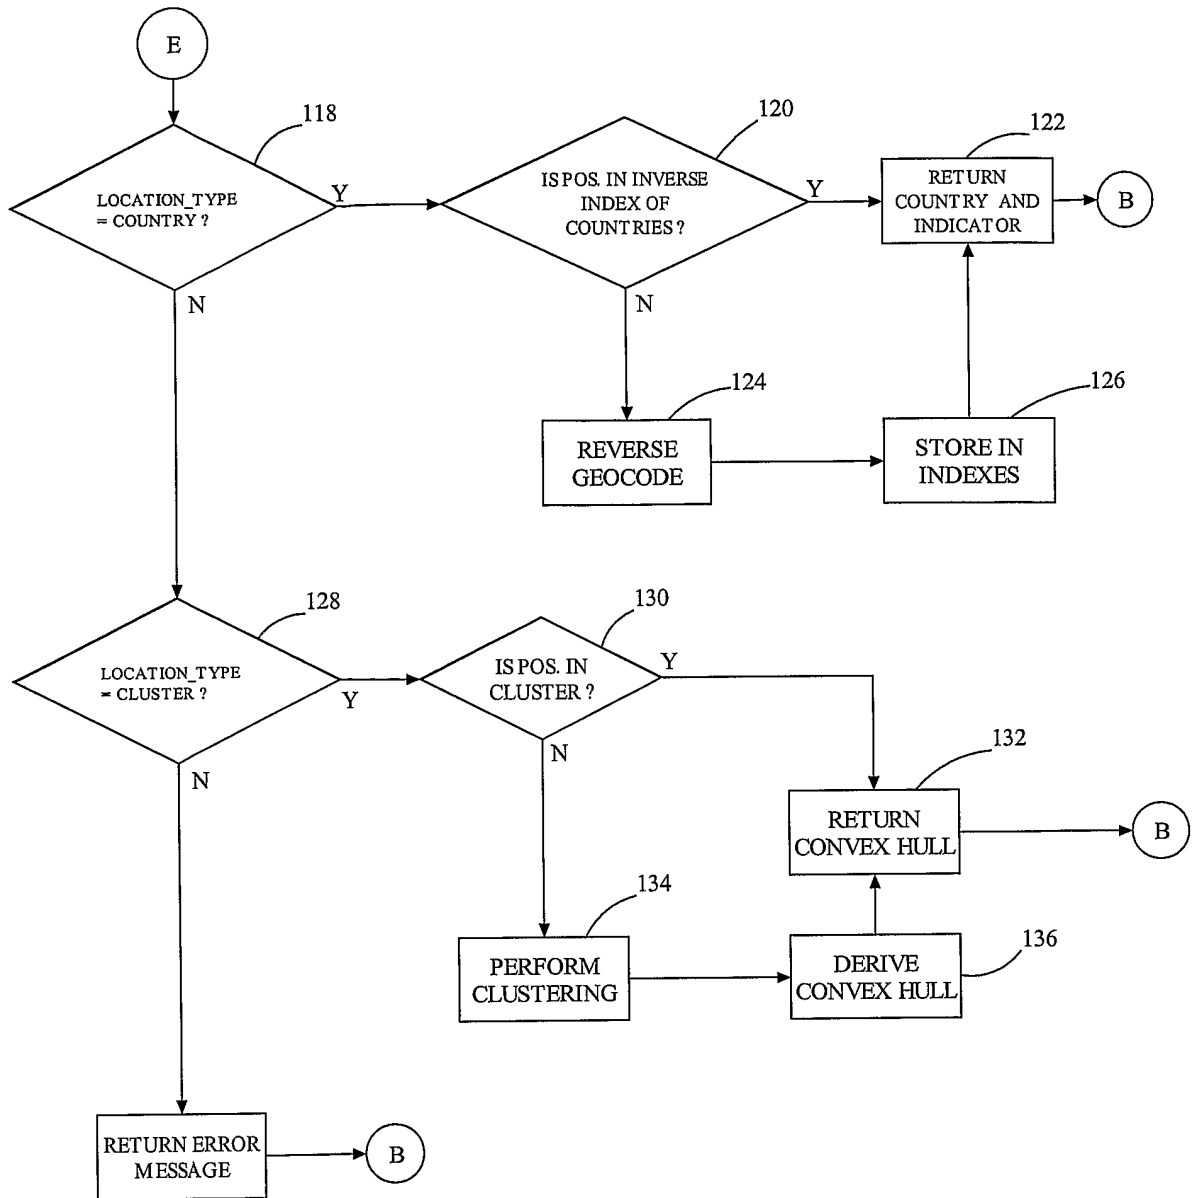 E
118
LOCATION_TYPE
= COUNTRY ?
Y
N
120
IS POS. IN INVERSE
INDEX OF
COUNTRIES ?
Y
N
122
RETURN
COUNTRY AND
INDICATOR
B
124
REVERSE
GEOCODE
126
STORE IN
INDEXES
128
LOCATION_TYPE
= CLUSTER ?
Y
N
130
IS POS. IN
CLUSTER ?
Y
N
132
RETURN
CONVEX HULL
B
134
PERFORM
CLUSTERING
136
DERIVE
CONVEX HULL
RETURN ERROR
MESSAGE
B